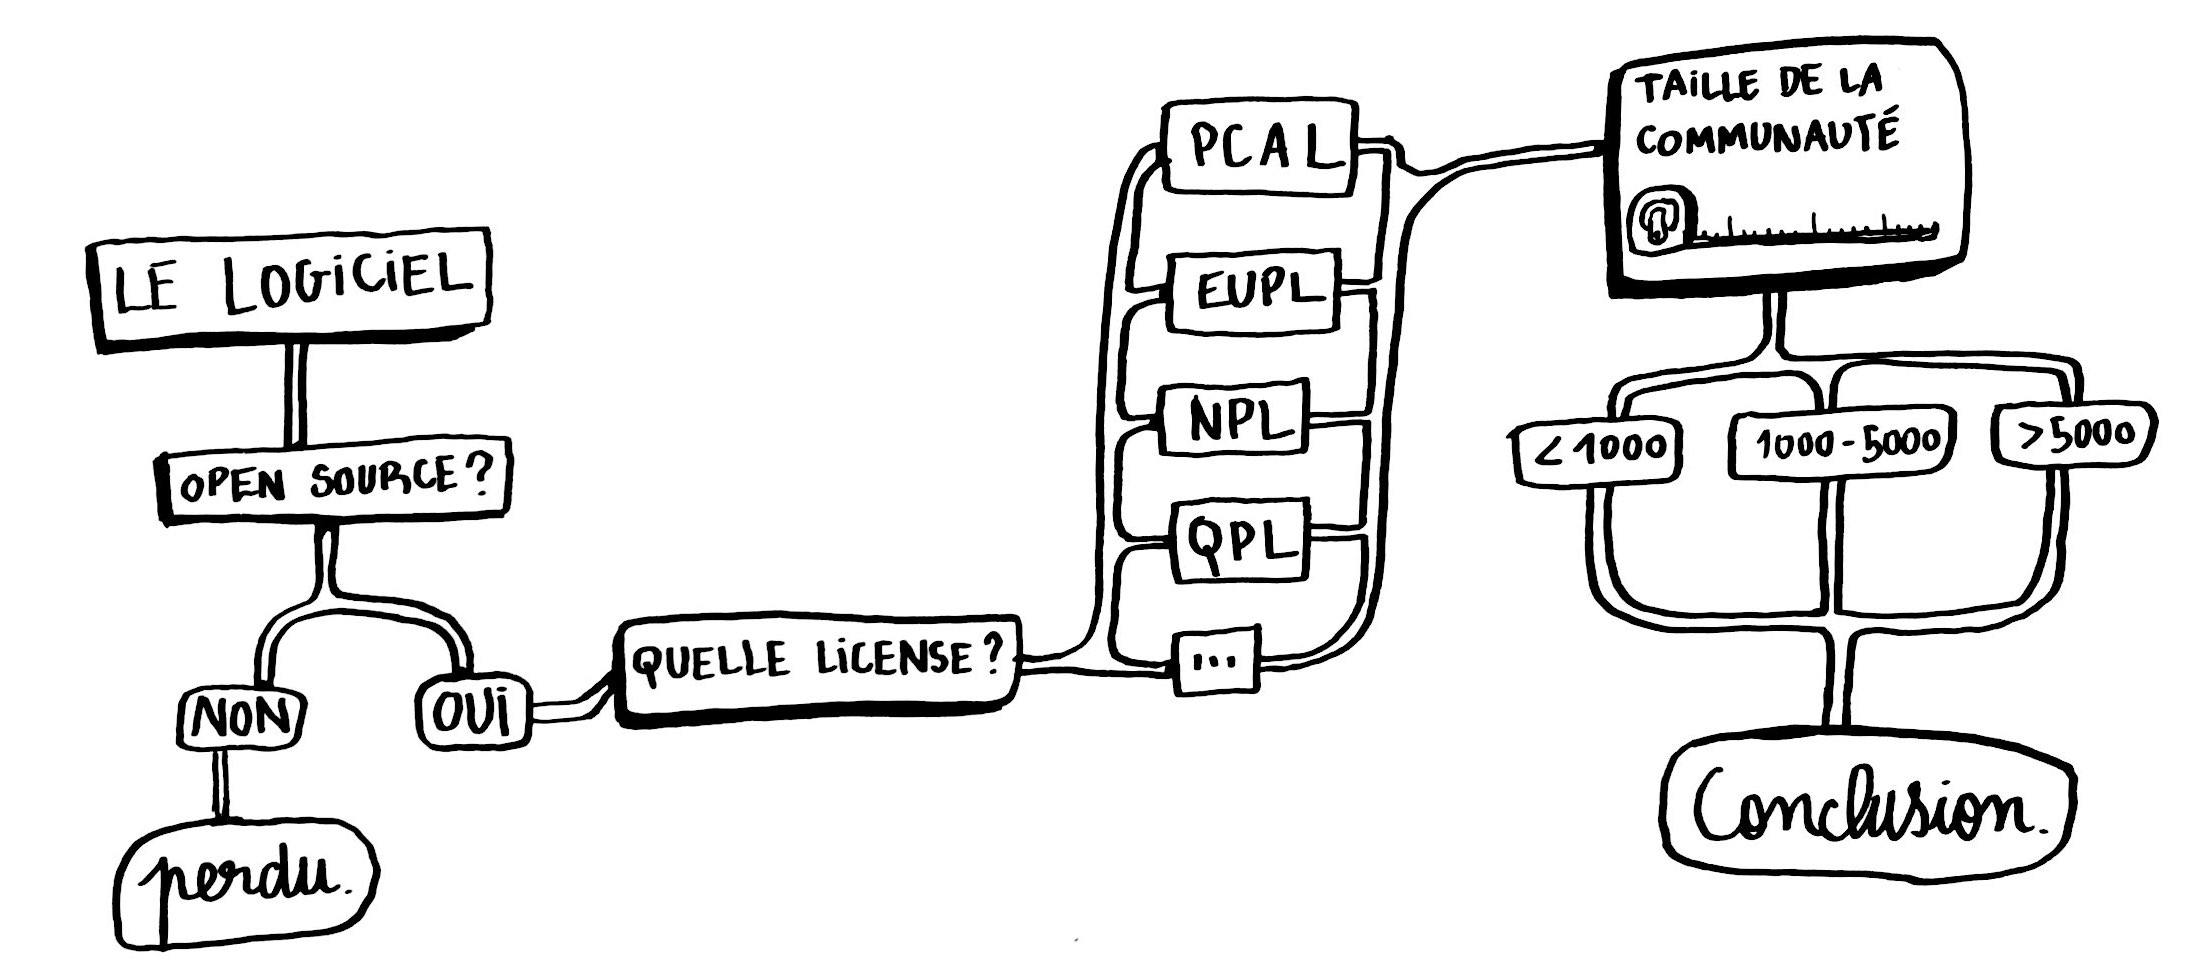 LE LOGiCiEL
OPEN SOURCE?
NON
OUi
perdu.
QUELLE LiCENSE?
PCAL
EUPL
NPL
QPL
...
TAiLLE DE LA
COMMUNAUTÉ
<1000
1000-5000
>5000
Conclusion.